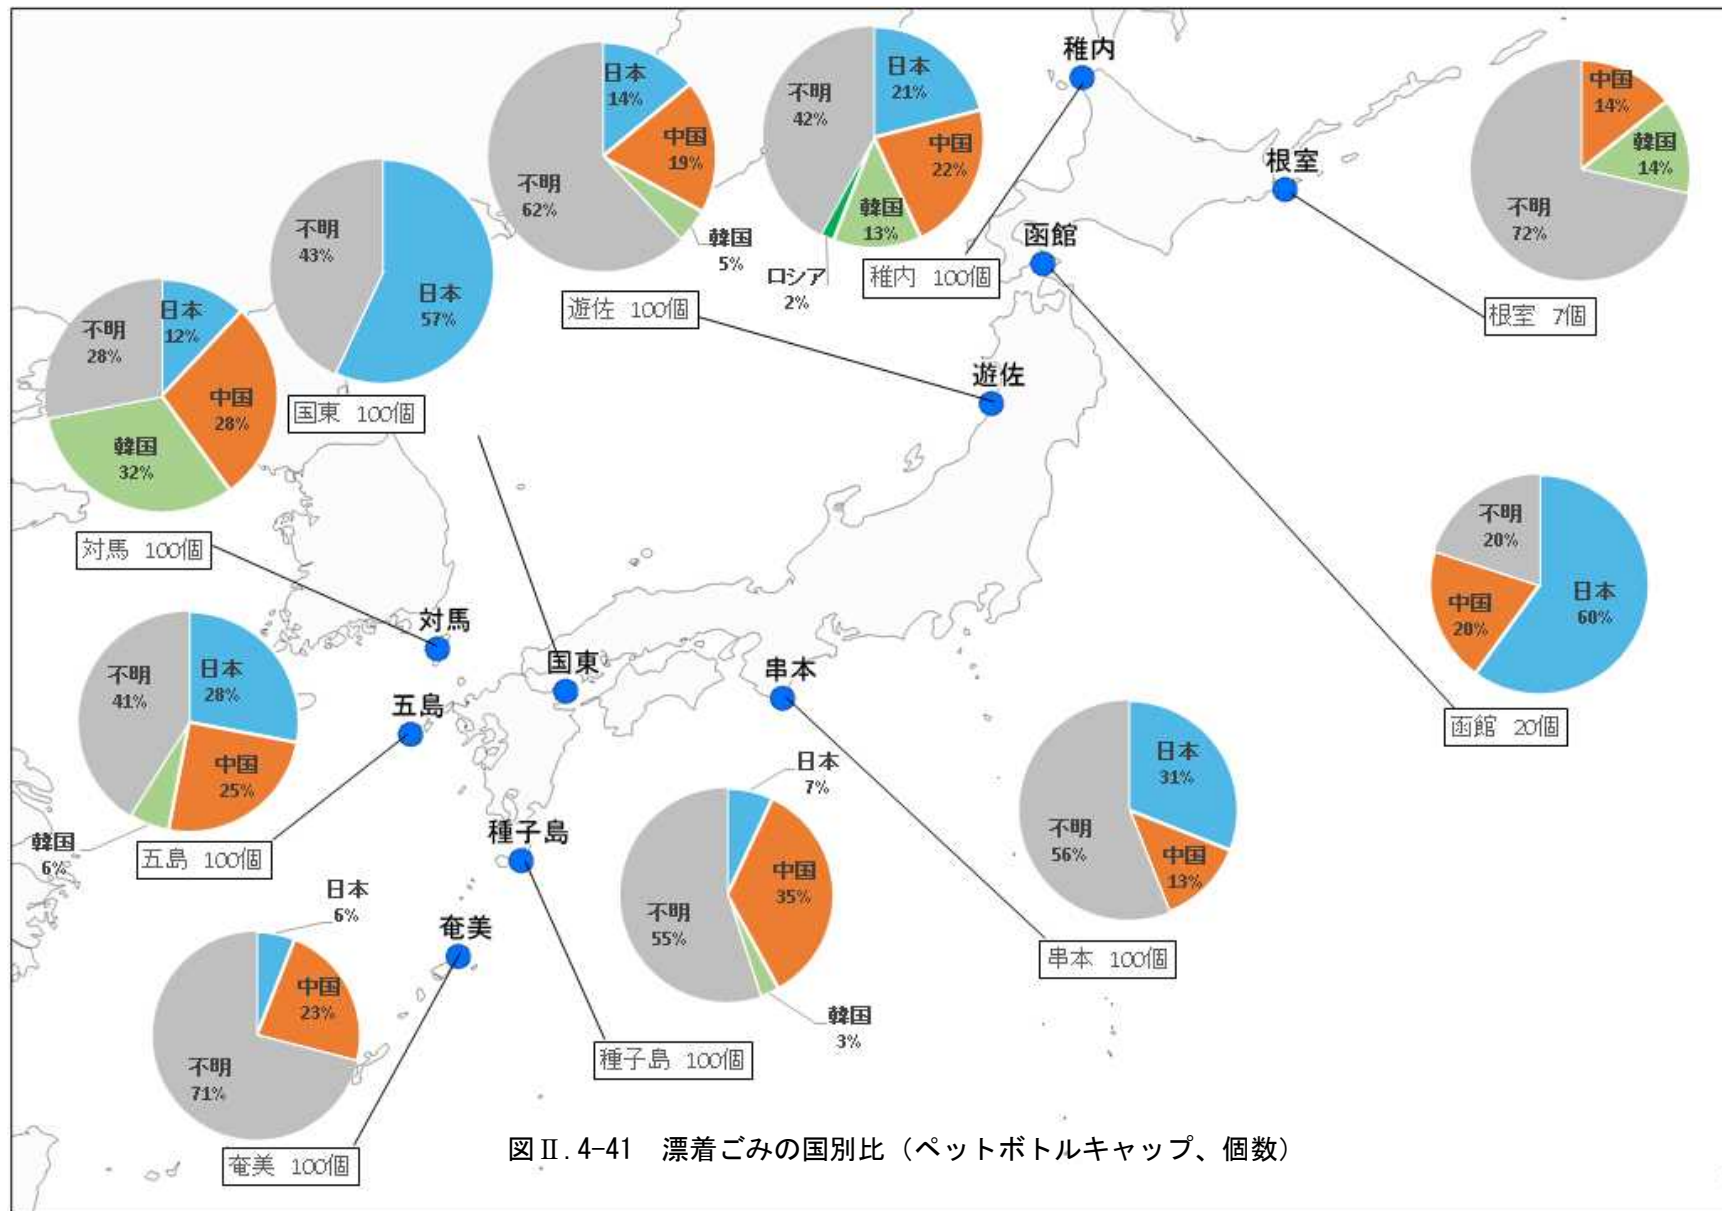 日本
14%
中国
19%
韓国
5%
不明
62%
遊佐 100個
日本
21%
中国
22%
韓国
13%
ロシア
2%
不明
42%
稚内 100個
稚内
中国
14%
韓国
14%
不明
72%
根室 7個
根室
函館
遊佐
日本
57%
不明
43%
国東 100個
日本
12%
中国
28%
韓国
32%
不明
28%
対馬 100個
対馬
国東
串本
五島
種子島
奄美
日本
60%
中国
20%
不明
20%
函館 20個
日本
28%
中国
25%
韓国
6%
不明
41%
五島 100個
日本
7%
中国
35%
韓国
3%
不明
55%
種子島 100個
日本
31%
中国
13%
不明
56%
串本 100個
日本
6%
中国
23%
不明
71%
奄美 100個
図Ⅱ.4-41 漂着ごみの国別比（ペットボトルキャップ、個数）